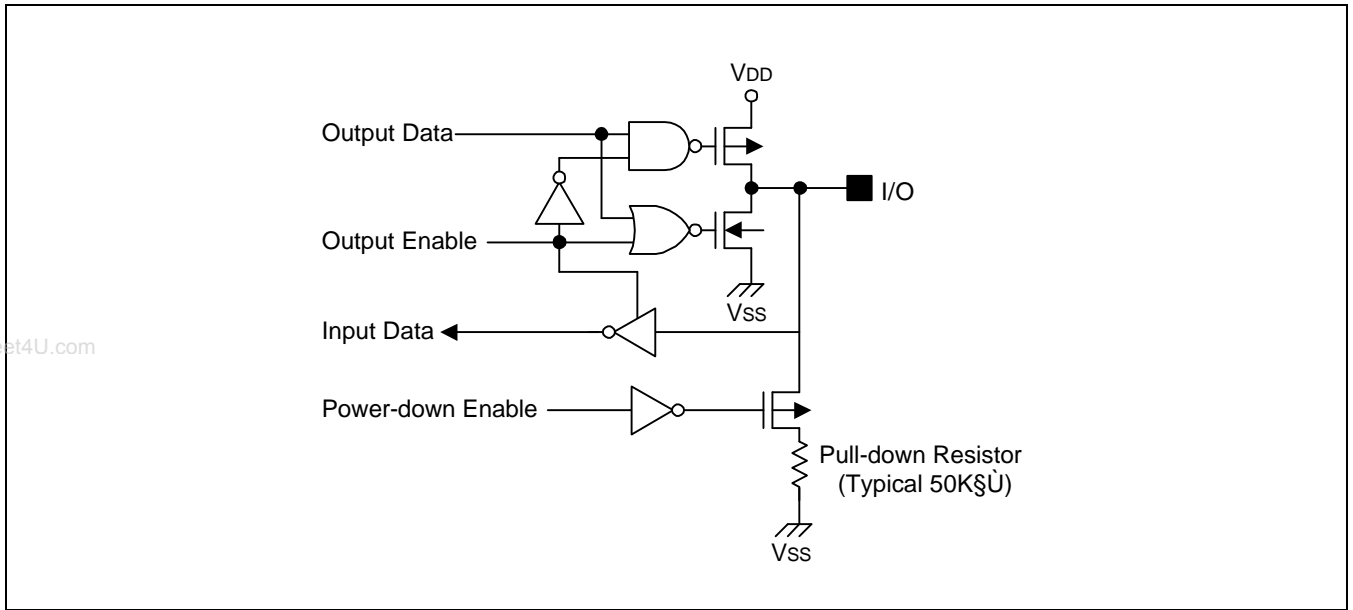 VDD
Output Data
I/O
Output Enable
VSS
Input Data
et4U.com
Power-down Enable
Pull-down Resistor
(Typical 50K§Ù)
VSS